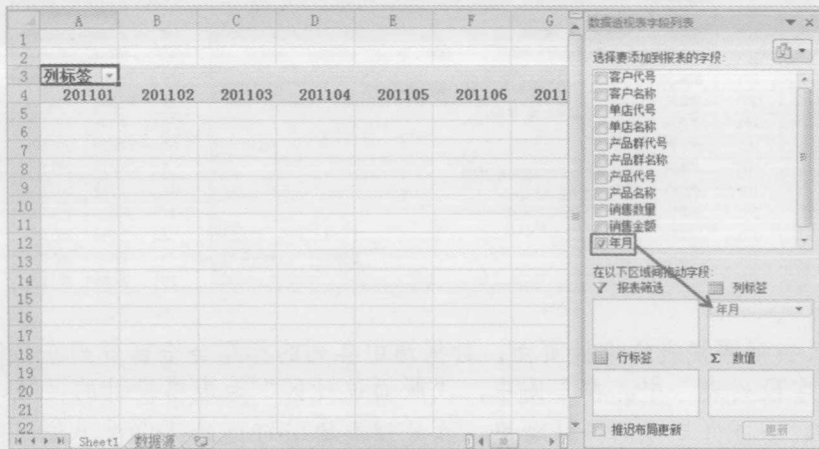 A B C D E F G
1
2
3 列标签
4 201101 201102 201103 201104 201105 201106 2011
5
6
7
8
9
10
11
12
13
14
15
16
17
18
19
20
21
22
Sheet1 数据源
数据透视表字段列表
选择要添加到报表的字段:
客户代号
客户名称
单店代号
单店名称
产品群代号
产品群名称
产品代号
产品名称
销售数量
销售金额
年月
在以下区域间拖动字段:
报表筛选 列标签
年月
行标签 Σ 数值
推迟布局更新 更新